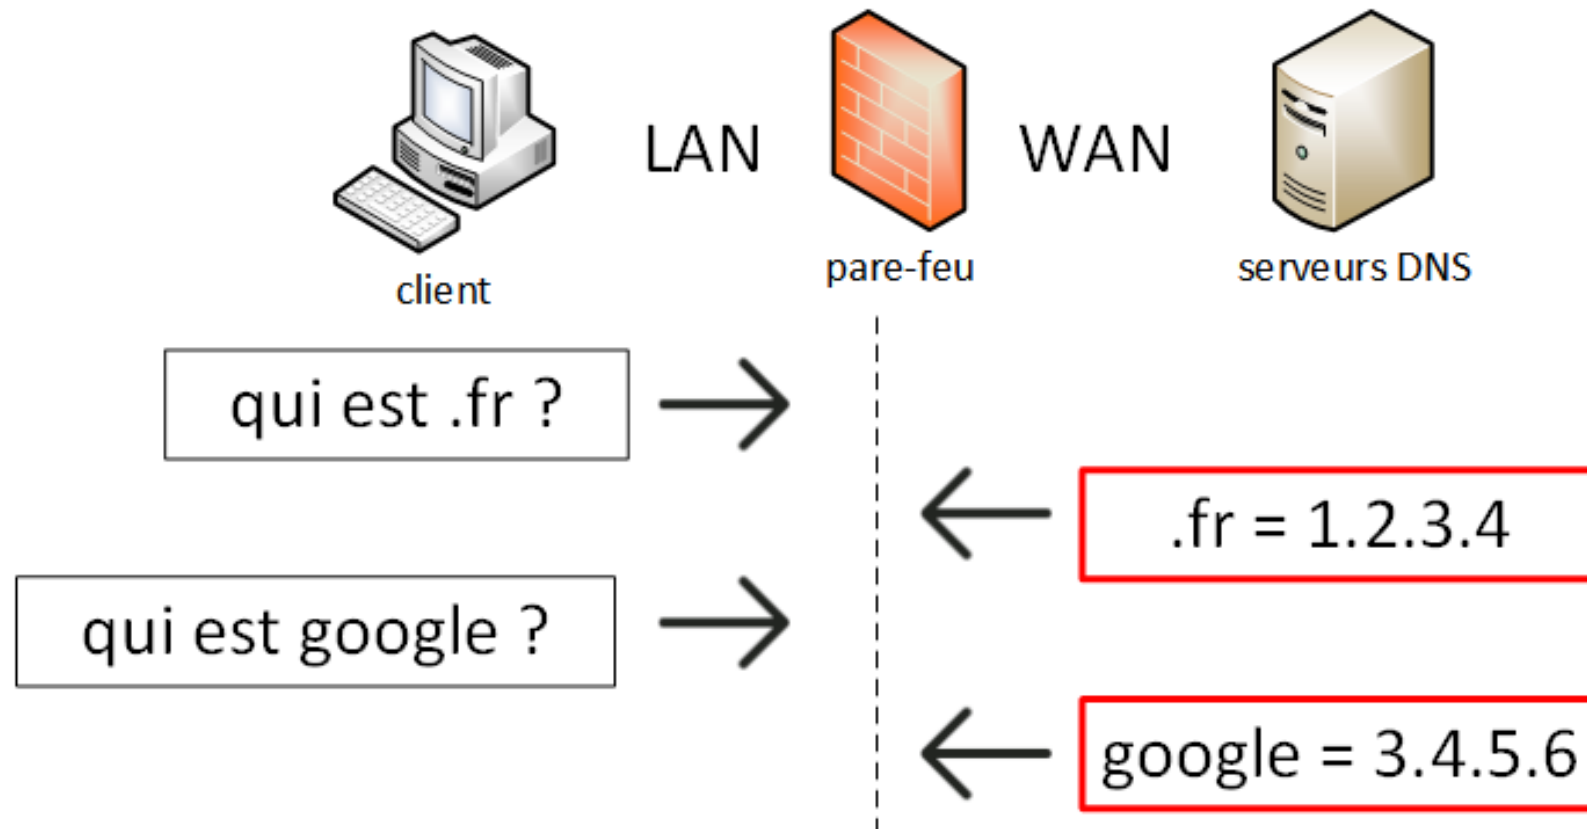 LAN
WAN
client
pare-feu
serveurs DNS
qui est .fr ?
.fr = 1.2.3.4
qui est google ?
google = 3.4.5.6